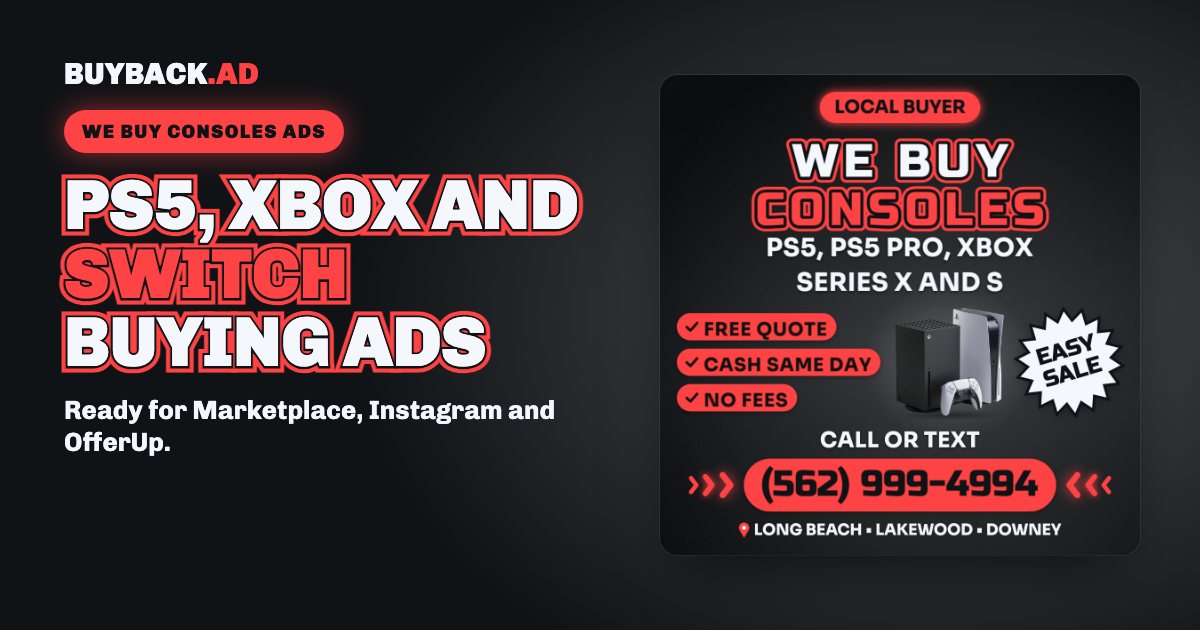 BUYBACK.AD
WE BUY CONSOLES ADS
PS5, XBOX AND
SWITCH
BUYING ADS
Ready for Marketplace, Instagram and
OfferUp.
LOCAL BUYER
WE BUY
CONSOLES
PS5, PS5 PRO, XBOX
SERIES X AND S
✓ FREE QUOTE
✓ CASH SAME DAY
✓ NO FEES
EASY
SALE
CALL OR TEXT
(562) 999-4994
LONG BEACH ▪ LAKEWOOD ▪ DOWNEY